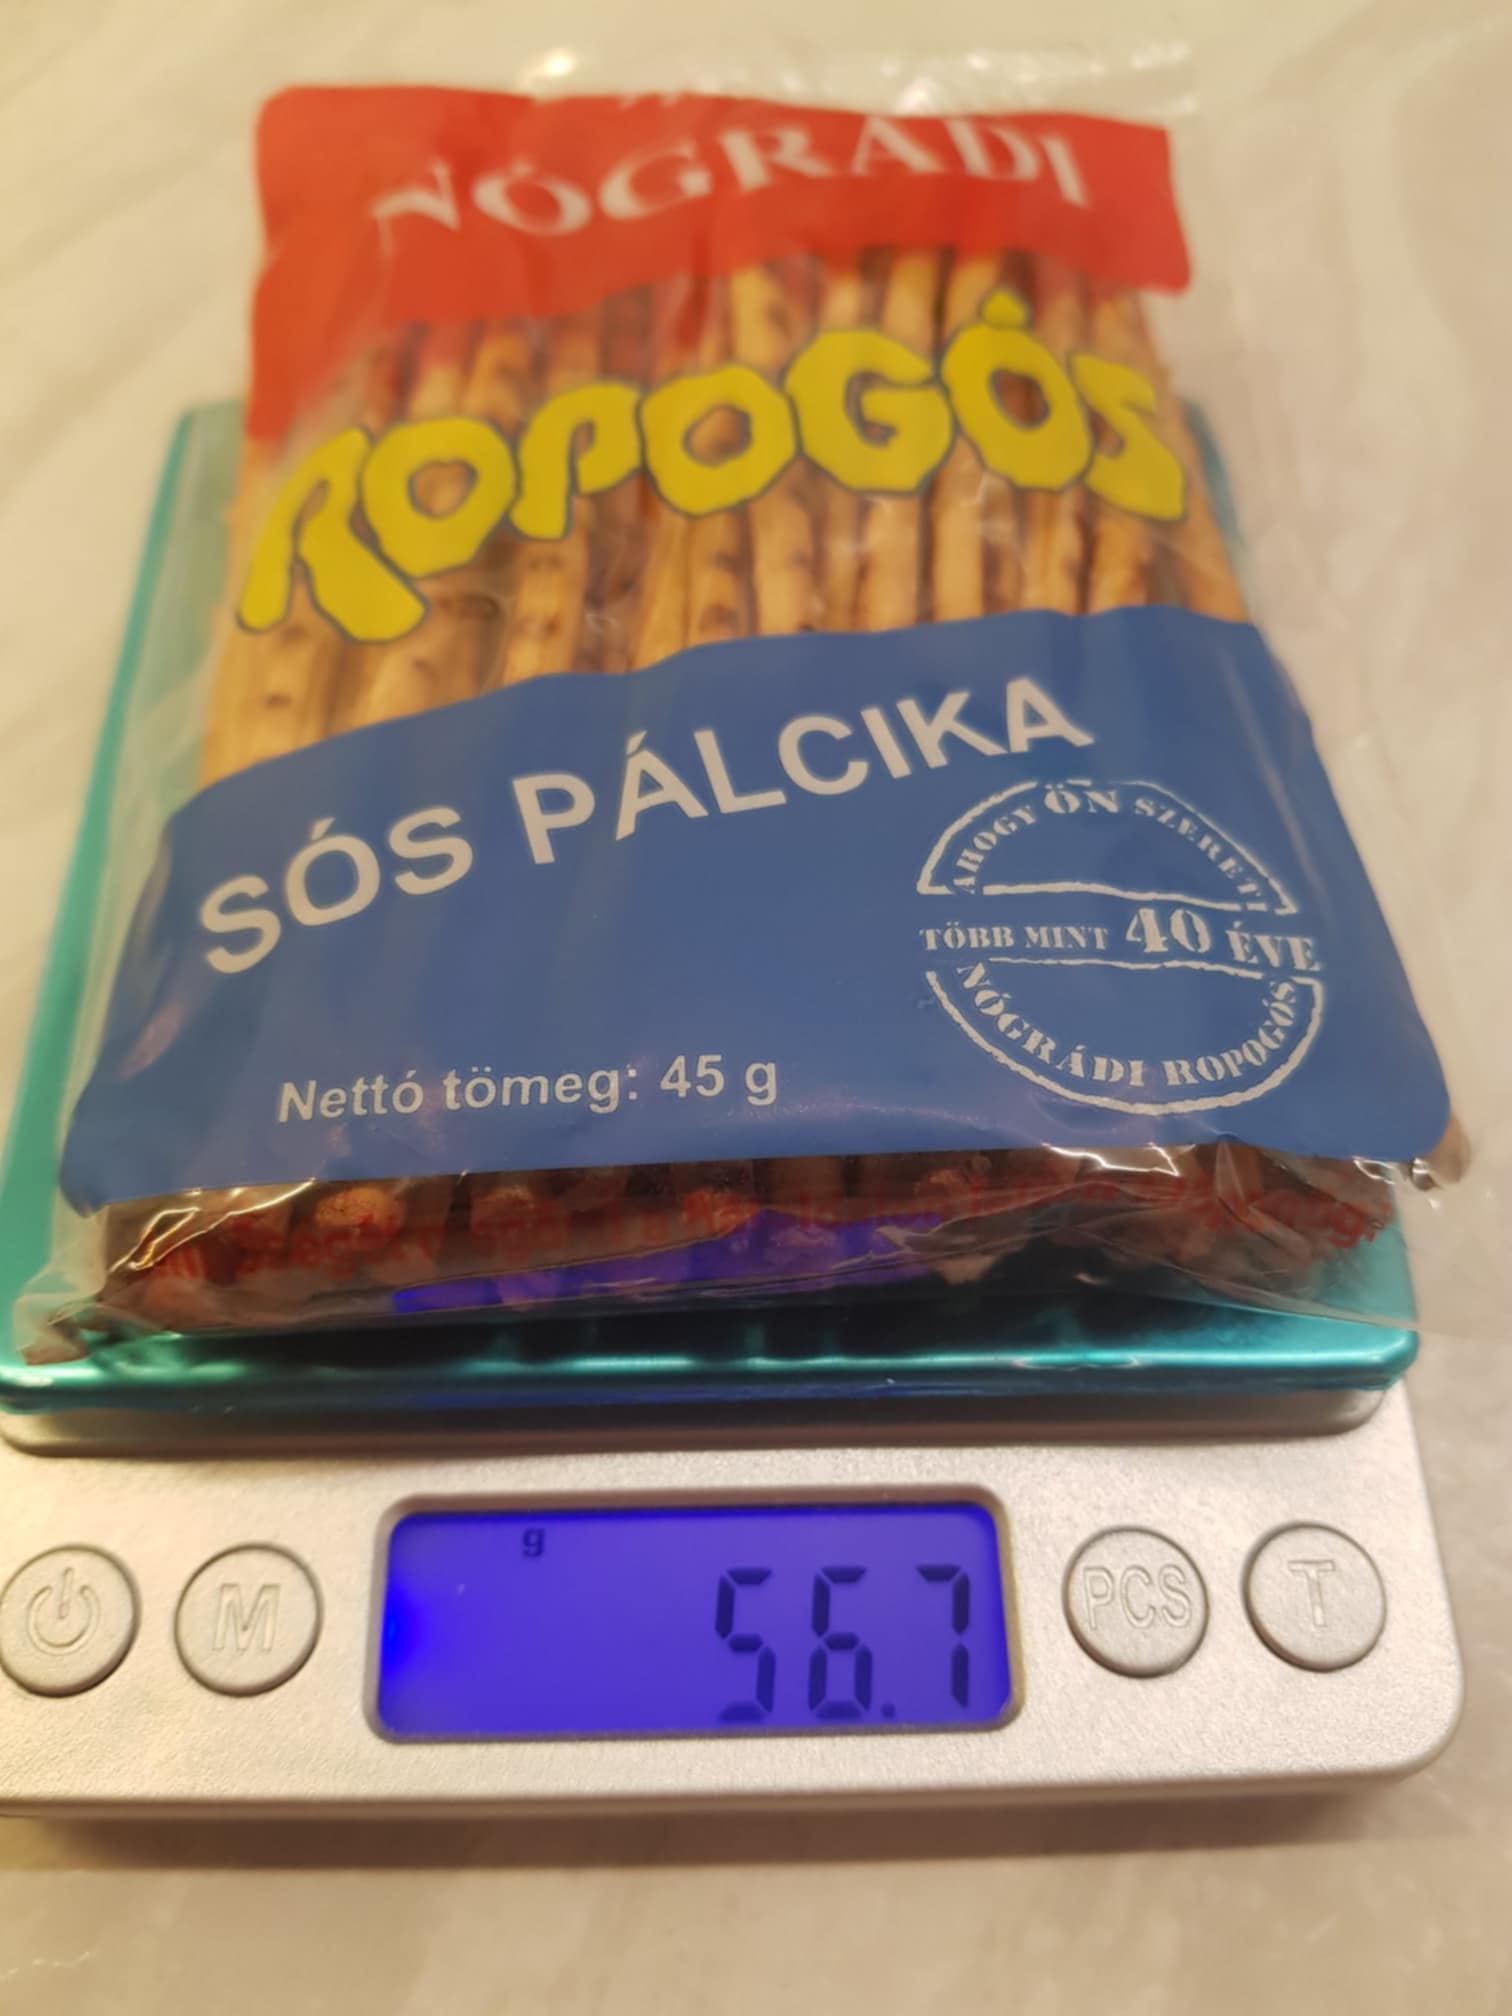 NÓGRÁDI
ROPOGÓS
SÓS PÁLCIKA
AHOGY ÖN SZERETI
TÖBB MINT 40 ÉVE
NÓGRÁDI ROPOGÓS
Nettó tömeg: 45 g
g
56.7
M
PCS
T